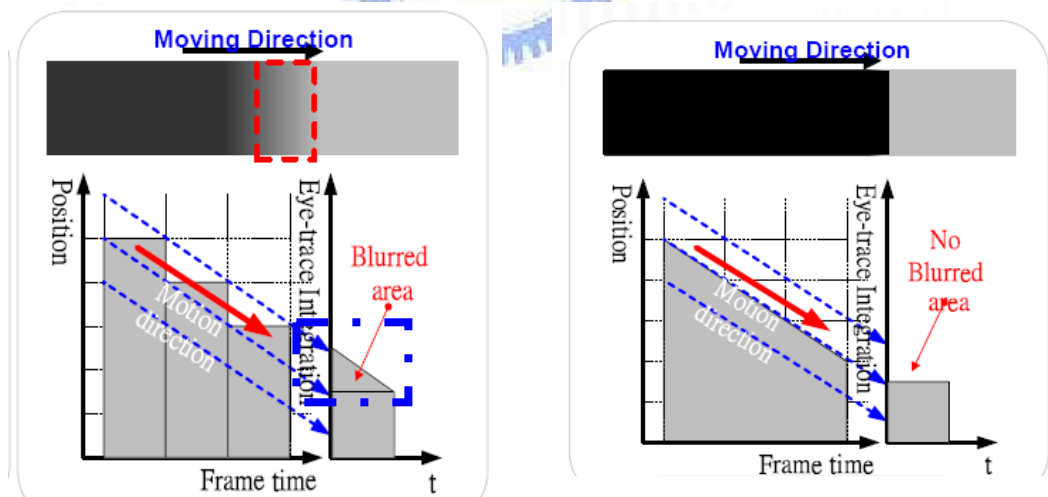 Moving Direction
Position
Eye-trace Integration
Blurred
area
Motion
direction
Frame time
t
Moving Direction
Position
Eye-trace Integration
No
Blurred
area
Motion
direction
Frame time
t